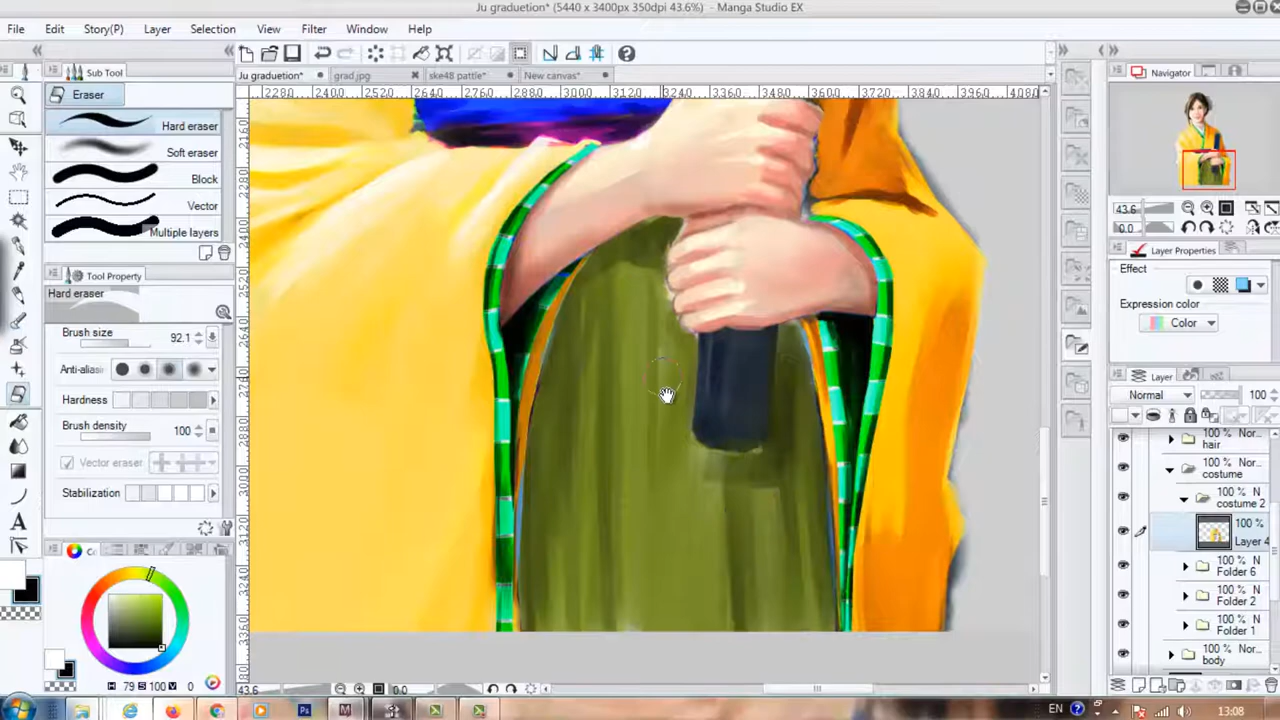 Ju graduetion* (5440 x 3400px 350dpi 43.6%)  - Manga Studio EX
File Edit Story(P) Layer Selection View Filter Window Help
Sub Tool
Ju graduetion* grad.jpg ske48 pattle* New canvas* Navigator
Eraser
Hard eraser
Soft eraser
Block
Vector
Multiple layers
43.6
0.0
Tool Property
Layer Properties
Hard eraser
Effect
Brush size 92.1
Expression color
Color
Anti-aliasi
Hardness
Brush density 100
Vector eraser
Stabilization
Layer
Normal 100
100 % Nor...
hair
100 % Nor...
costume
100 % N
costume 2
100 %
Layer 4
100 % N
Folder 6
100 % N
Folder 2
100 % N
Folder 1
100 % Nor...
body
H 79 S 100 V 0
43.6 0.0
EN 13:08